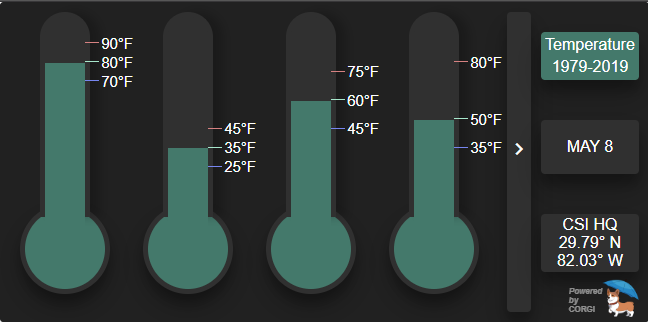 90°F
80°F
70°F
45°F
35°F
25°F
75°F
60°F
45°F
80°F
50°F
35°F
Temperature
1979-2019
MAY 8
CSI HQ
29.79° N
82.03° W
Powered
by
CORGI